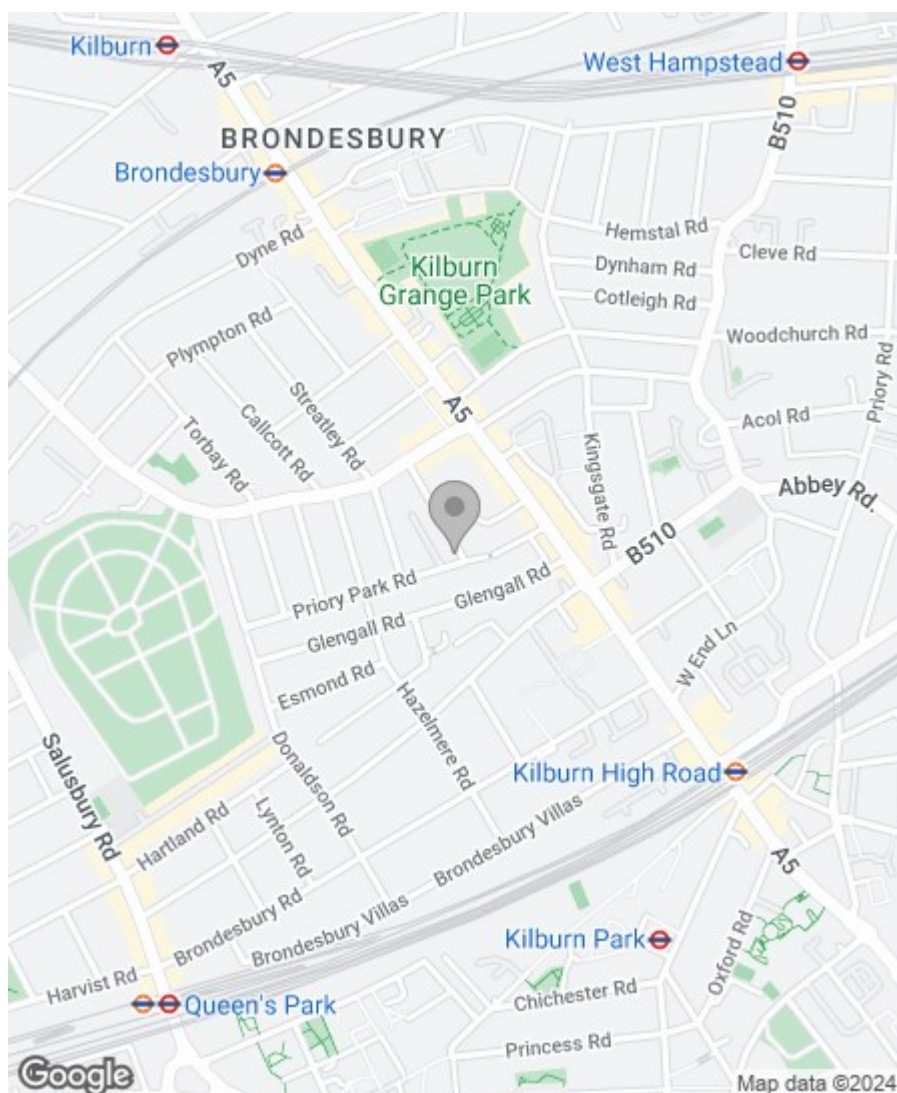 Kilburn
A5
West Hampstead
B510
BRONDESBURY
Brondesbury
Dyne Rd
Hemstal Rd
Cleve Rd
Kilburn
Grange Park
Dynham Rd
Cotleigh Rd
Plympton Rd
Woodchurch Rd
Priory Rd
Streatley Rd
A5
Callcott Rd
Torbay Rd
Acol Rd
Kingsgate Rd
Abbey Rd.
B510
Priory Park Rd
Glengall Rd
Glengall Rd
W End Ln
Esmond Rd
Hazelmere Rd
Salusbury Rd
Donaldson Rd
Kilburn High Road
Hartland Rd
Lynton Rd
Brondesbury Villas
A5
Brondesbury Rd
Brondesbury Villas
Kilburn Park
Oxford Rd
Harvist Rd
Queen's Park
Chichester Rd
Princess Rd
Google
Map data ©2024